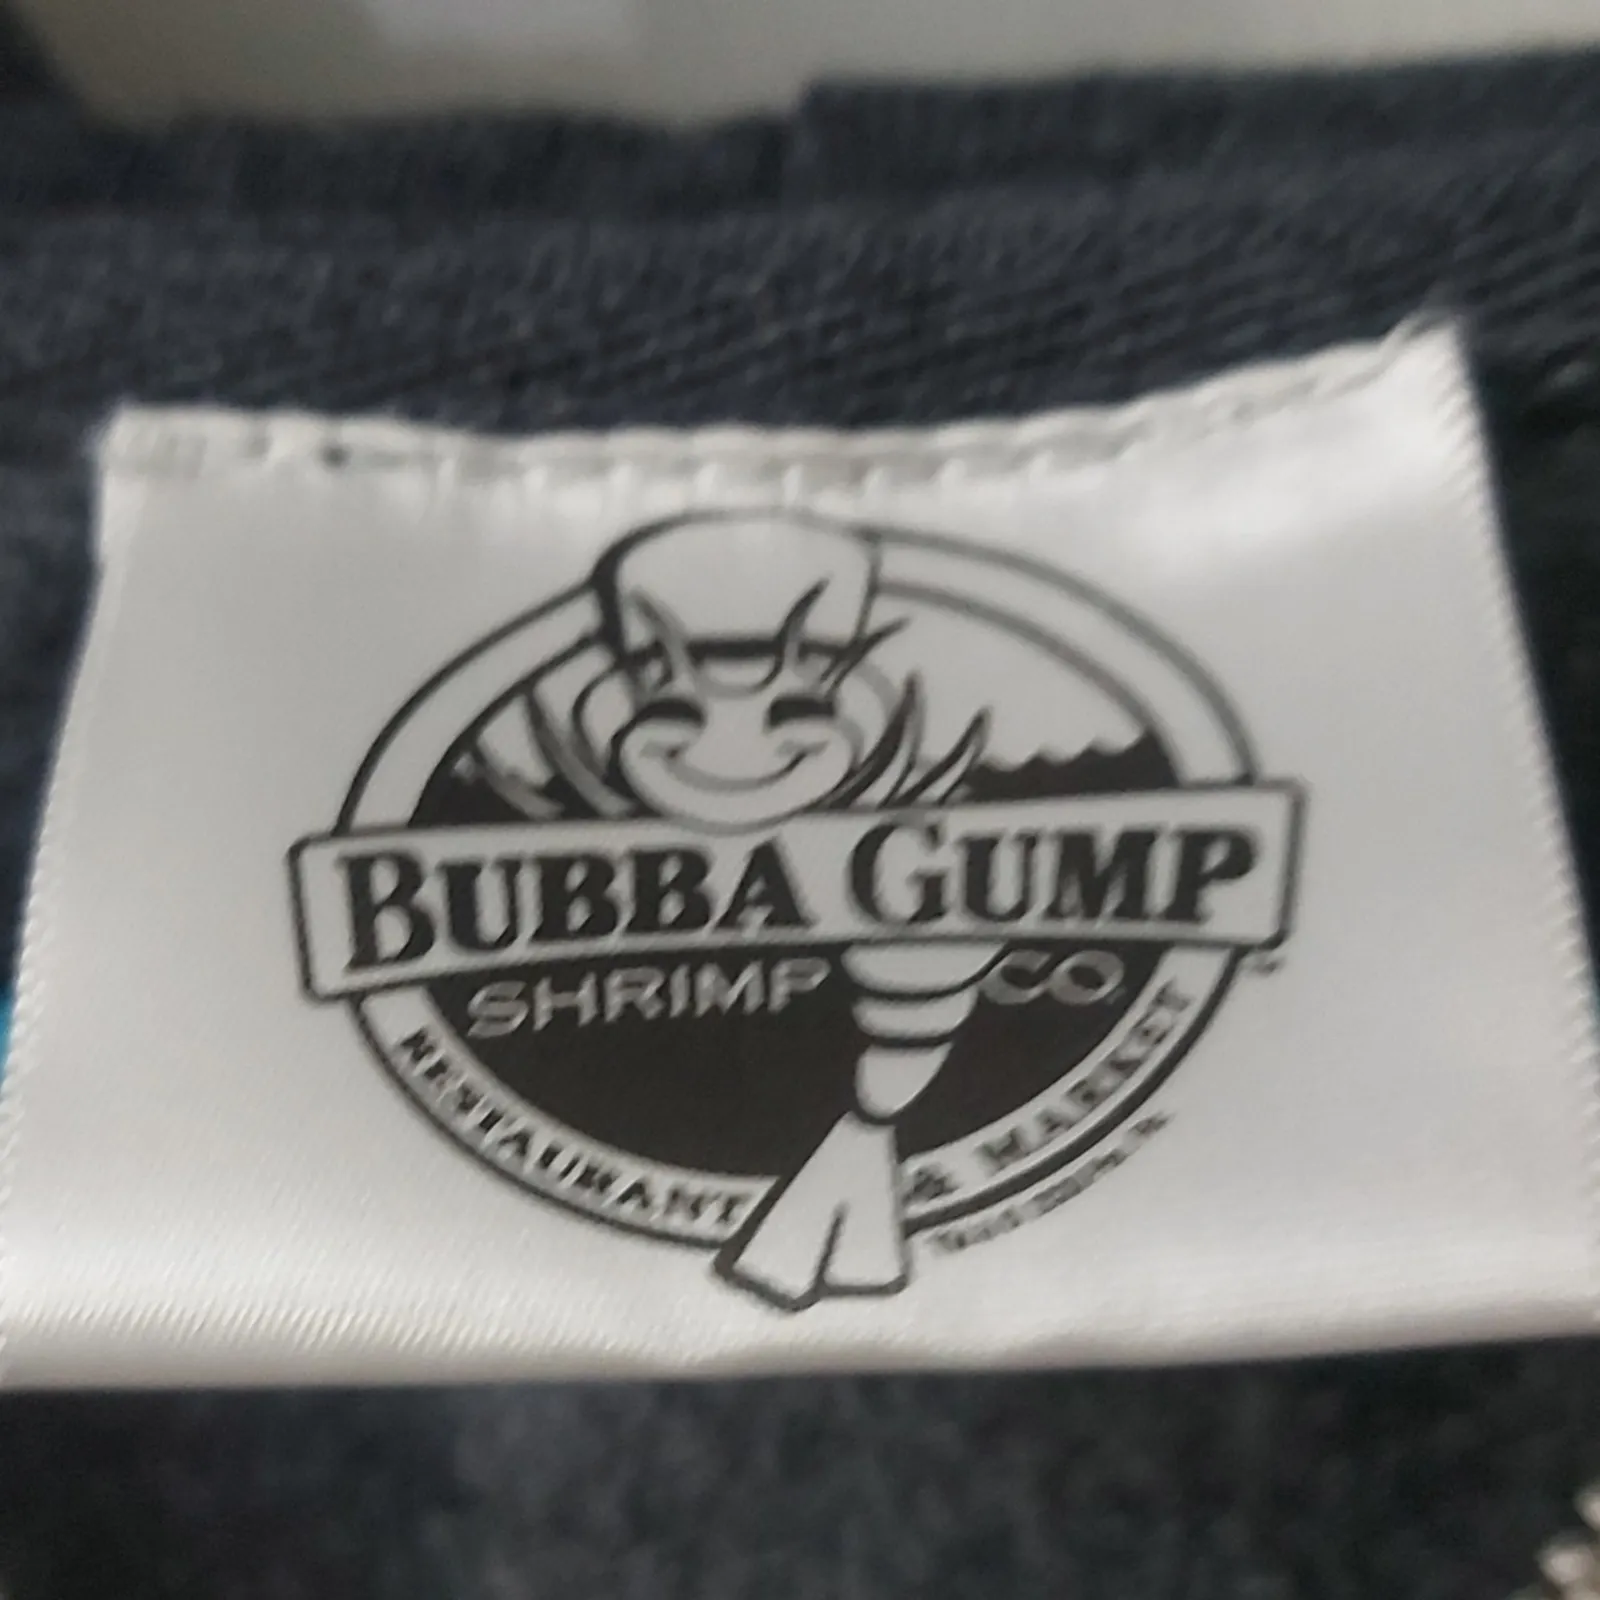 BUBBA GUMP
SHRIMP CO.
RESTAURANT & MARKET